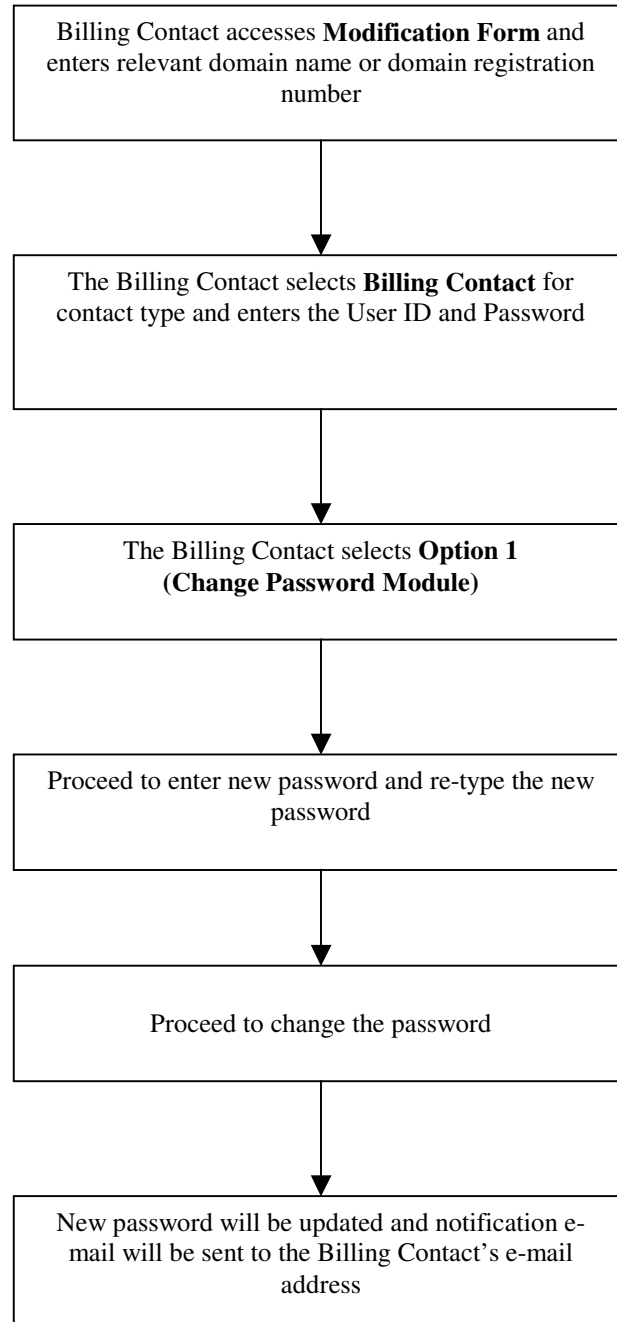 Billing Contact accesses Modification Form and
enters relevant domain name or domain registration
number
The Billing Contact selects Billing Contact for
contact type and enters the User ID and Password
The Billing Contact selects Option 1
(Change Password Module)
Proceed to enter new password and re-type the new
password
Proceed to change the password
New password will be updated and notification e-
mail will be sent to the Billing Contact's e-mail
address